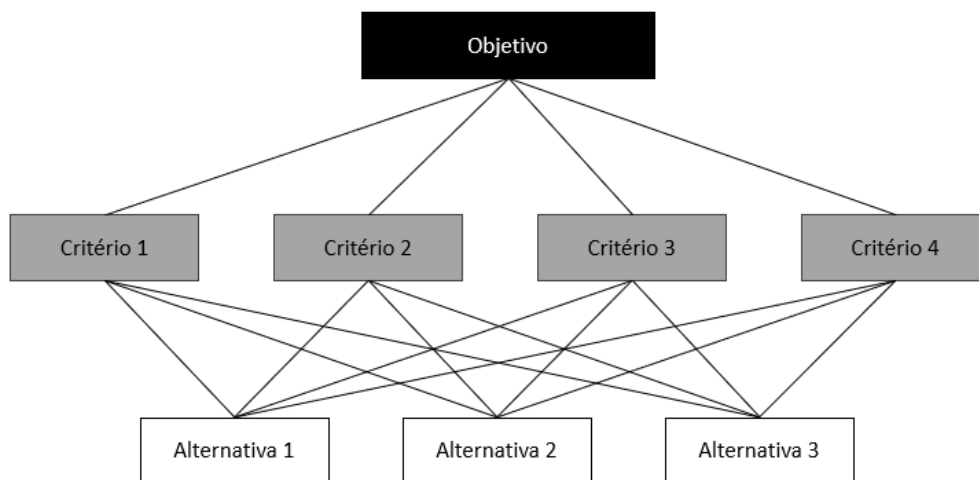 Objetivo
Critério 1
Critério 2
Critério 3
Critério 4
Alternativa 1
Alternativa 2
Alternativa 3